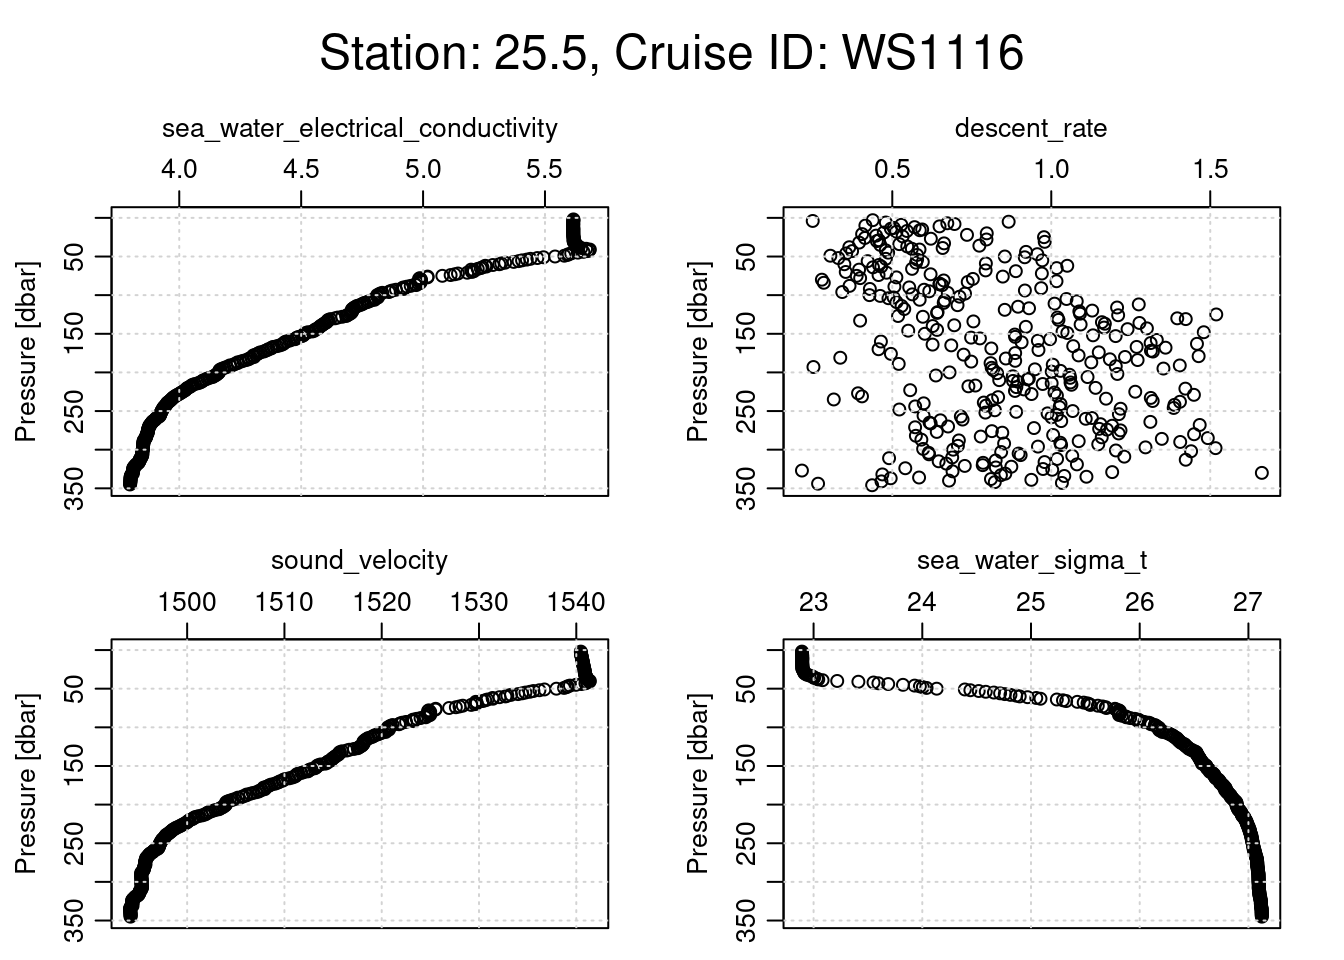 Station: 25.5, Cruise ID: WS1116
sea_water_electrical_conductivity
4.0 4.5 5.0 5.5
Pressure [dbar]
50 150 250 350
descent_rate
0.5 1.0 1.5
Pressure [dbar]
50 150 250 350
sound_velocity
1500 1510 1520 1530 1540
Pressure [dbar]
50 150 250 350
sea_water_sigma_t
23 24 25 26 27
Pressure [dbar]
50 150 250 350